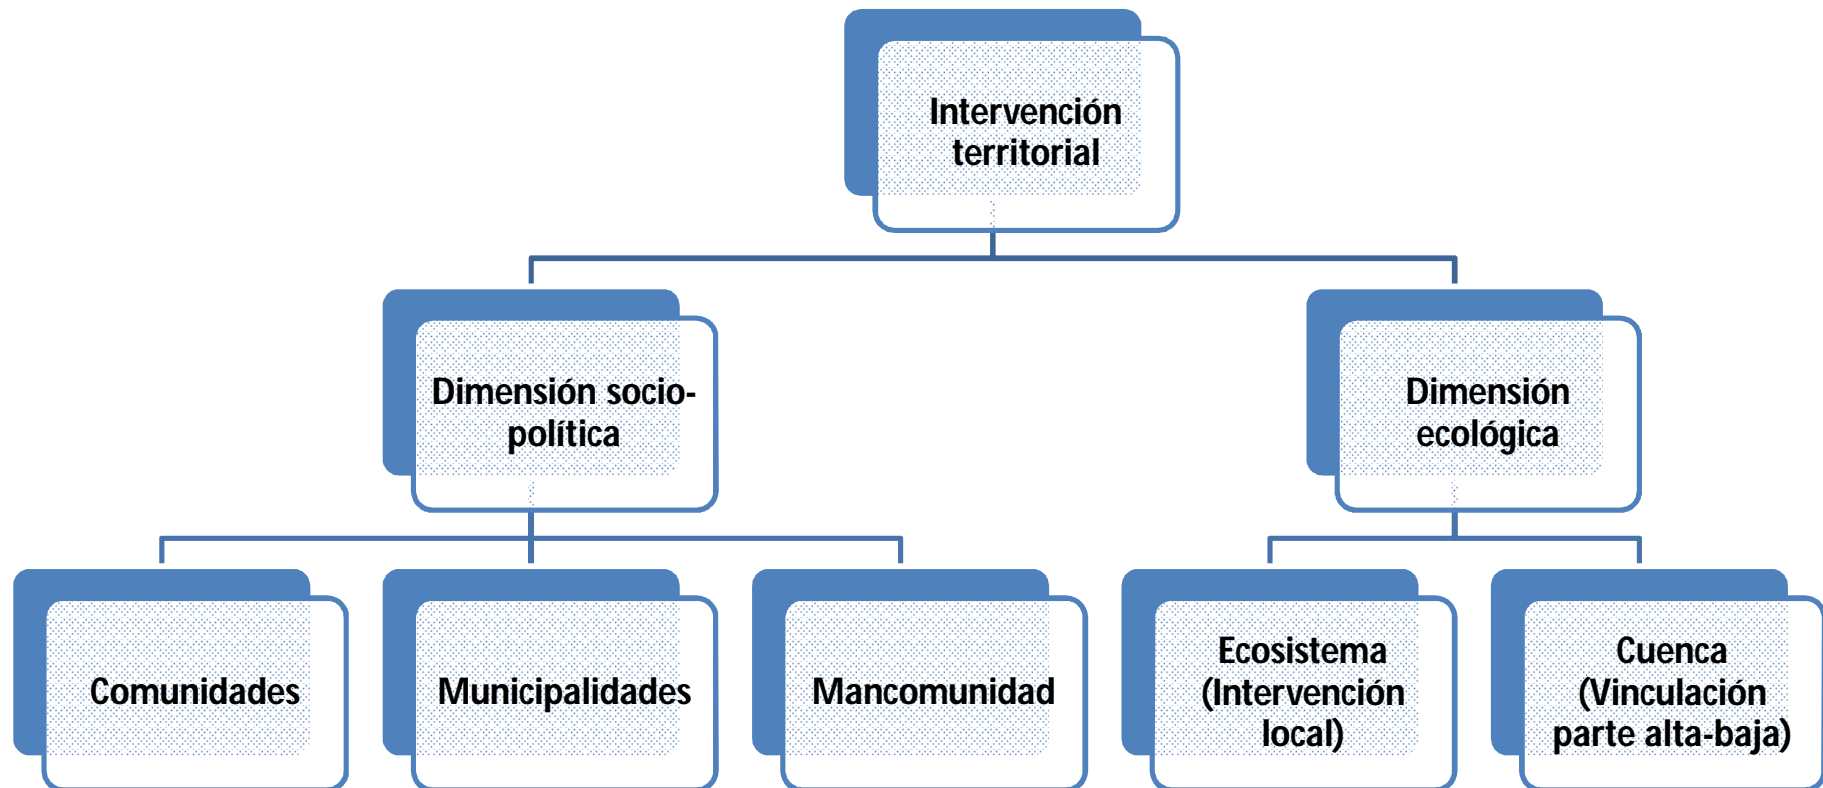 Intervención
territorial
Dimensión socio-
política
Dimensión
ecológica
Comunidades
Municipalidades
Mancomunidad
Ecosistema
(Intervención
local)
Cuenca
(Vinculación
parte alta-baja)